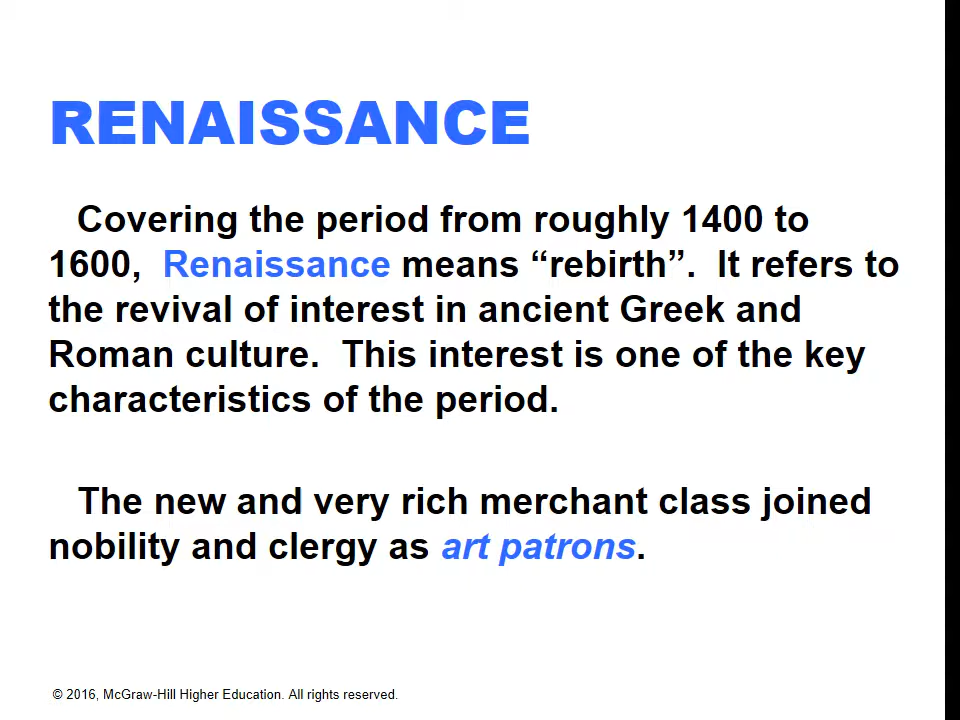 RENAISSANCE
Covering the period from roughly 1400 to
1600,  Renaissance means “rebirth”.  It refers to
the revival of interest in ancient Greek and
Roman culture.  This interest is one of the key
characteristics of the period.
The new and very rich merchant class joined
nobility and clergy as art patrons.
© 2016, McGraw-Hill Higher Education. All rights reserved.